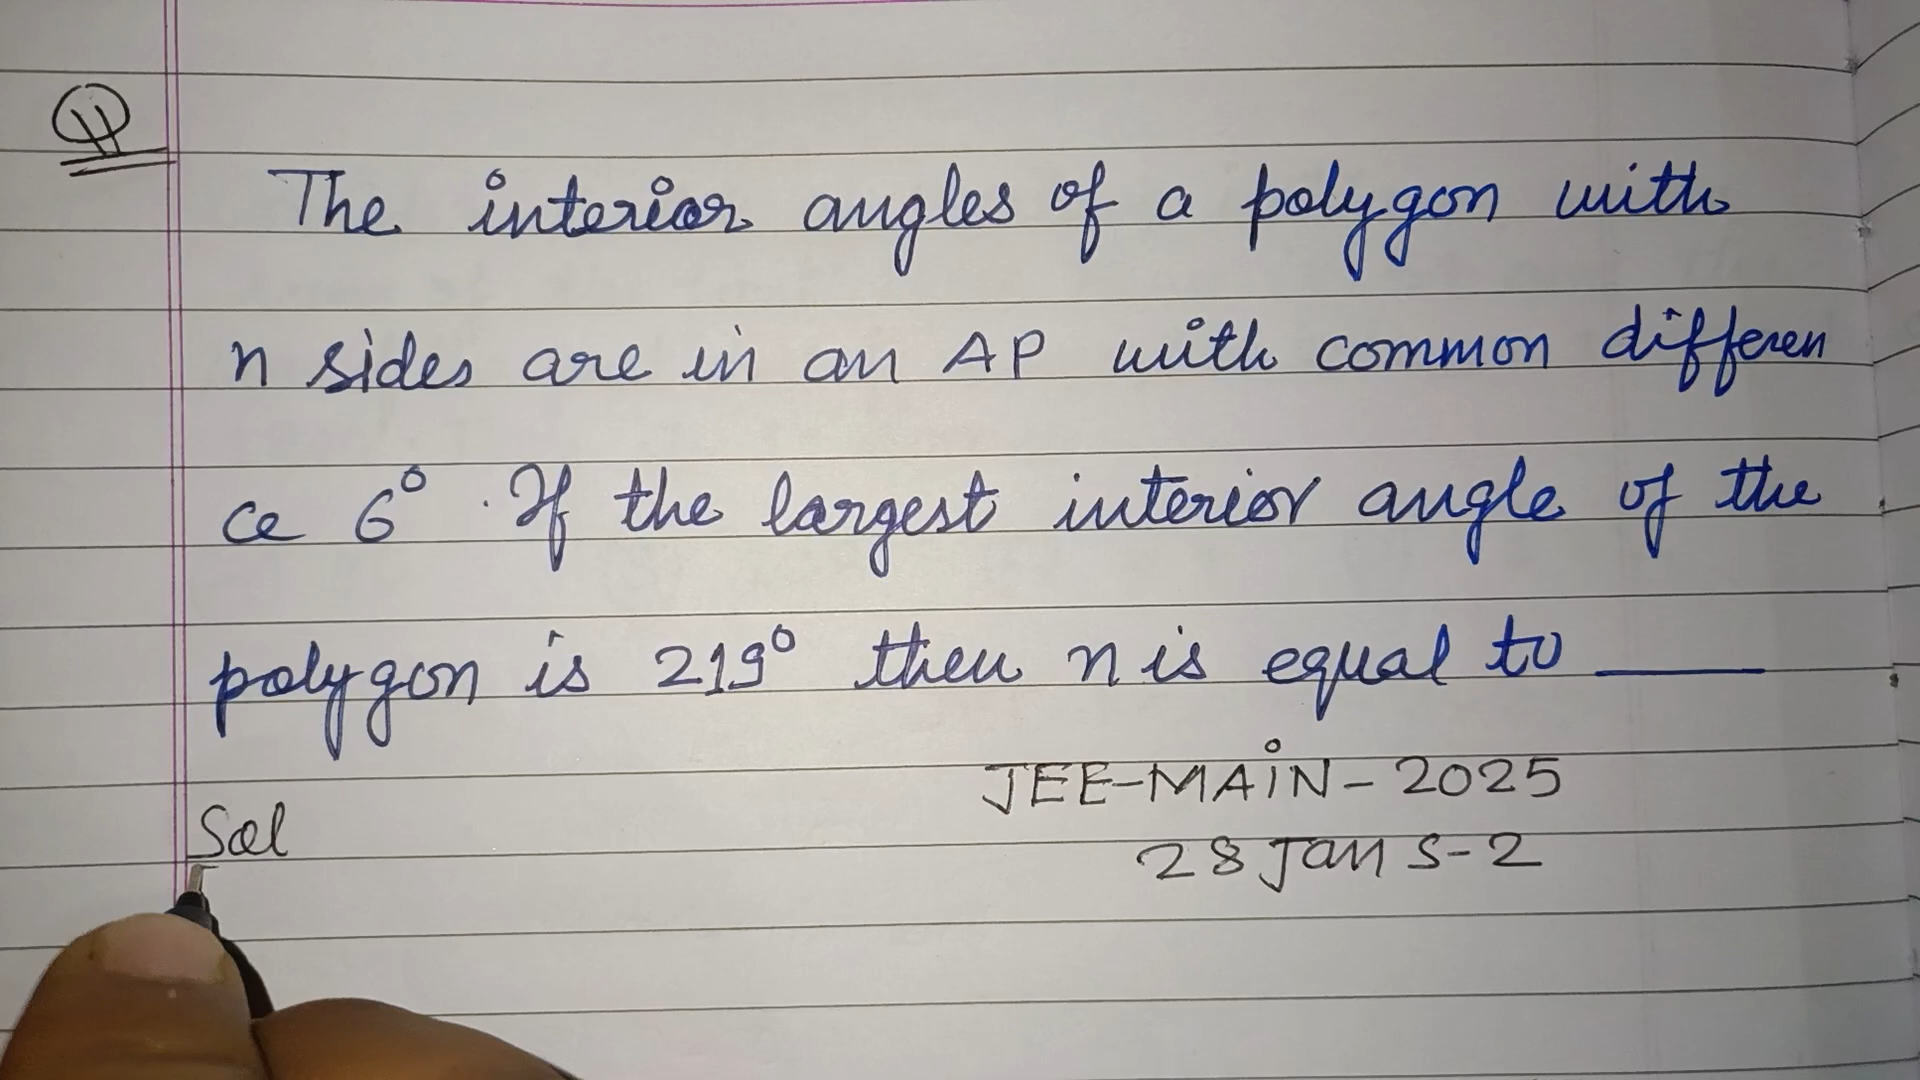 Q
The interior angles of a polygon with
n sides are in an AP with common differen
ce 6° . If the largest interior angle of the
polygon is 219° then n is equal to ____
JEE-MAIN-2025
28 Jan S-2
Sol